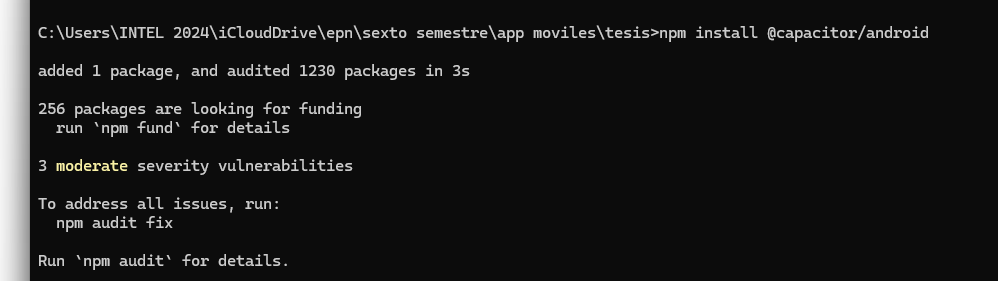 C:\Users\INTEL 2024\iCloudDrive\epn\sexto semestre\app moviles\tesis>npm install @capacitor/android
added 1 package, and audited 1230 packages in 3s
256 packages are looking for funding
  run `npm fund` for details
3 moderate severity vulnerabilities
To address all issues, run:
  npm audit fix
Run `npm audit` for details.